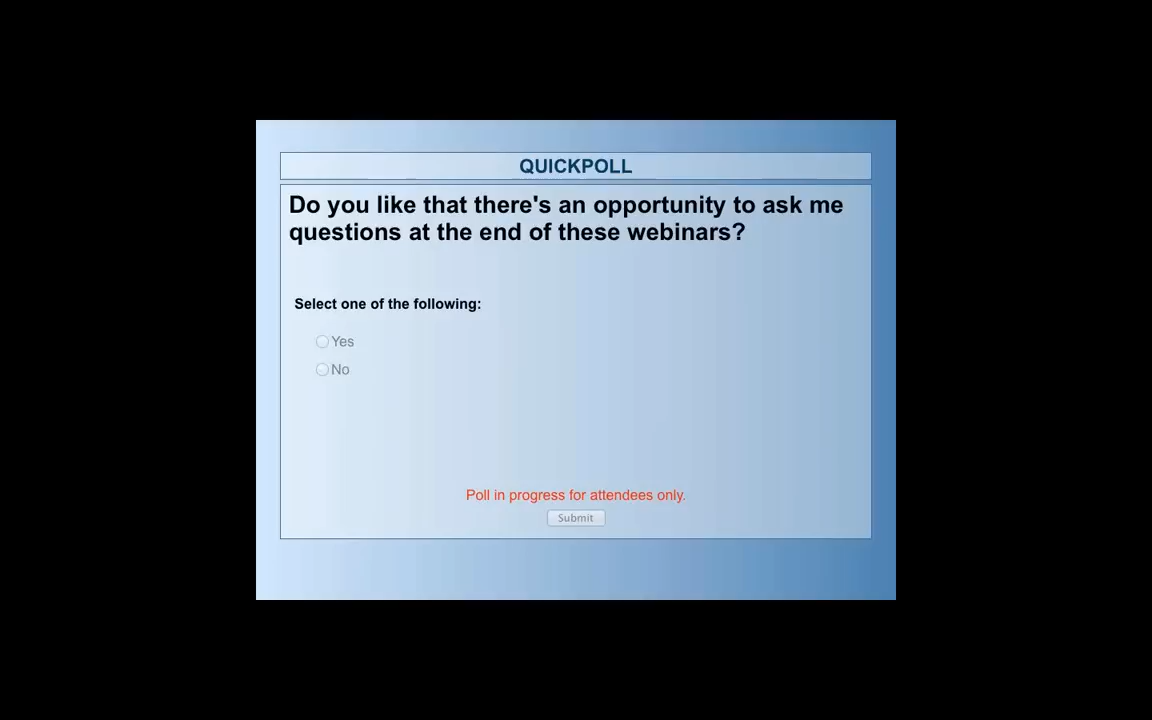 QUICKPOLL
Do you like that there's an opportunity to ask me
questions at the end of these webinars?
Select one of the following:
Yes
No
Poll in progress for attendees only.
Submit